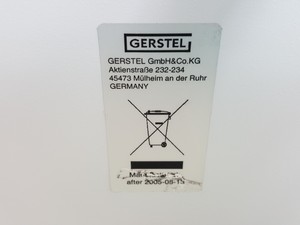 GERSTEL
GERSTEL GmbH&Co.KG
Aktienstraße 232-234
45473 Mülheim an der Ruhr
GERMANY
after 2005-08-13